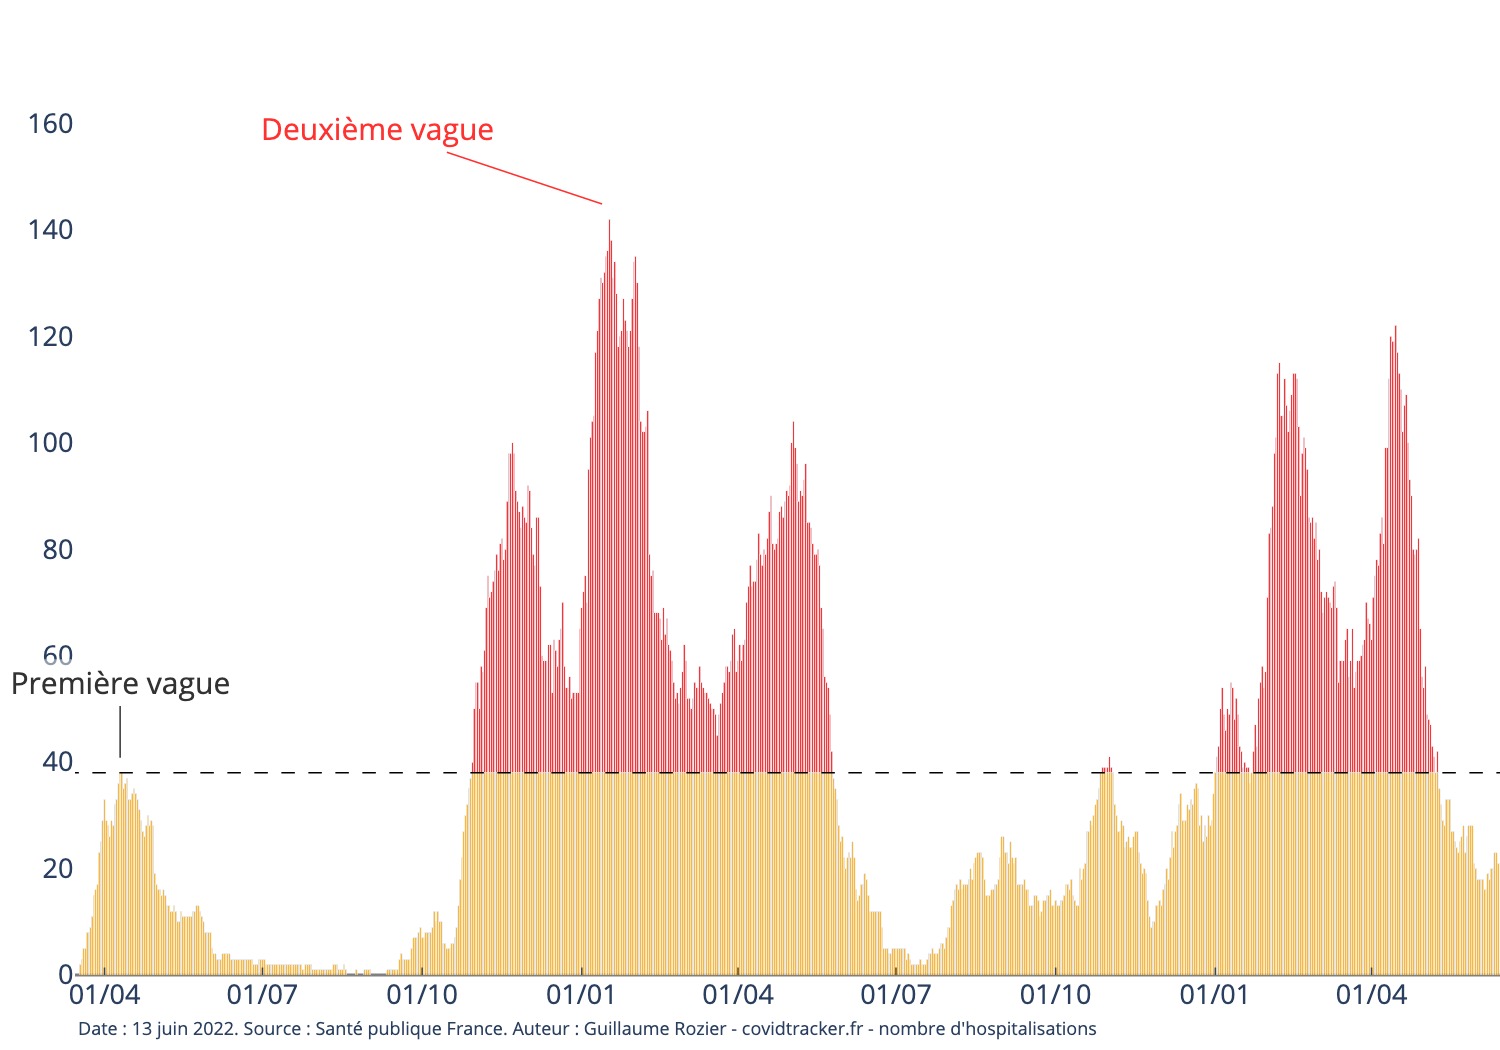 160
Deuxième vague
140
120
100
80
60
Première vague
40
20
0
01/04 01/07 01/10 01/01 01/04 01/07 01/10 01/01 01/04
Date : 13 juin 2022. Source : Santé publique France. Auteur : Guillaume Rozier - covidtracker.fr - nombre d'hospitalisations